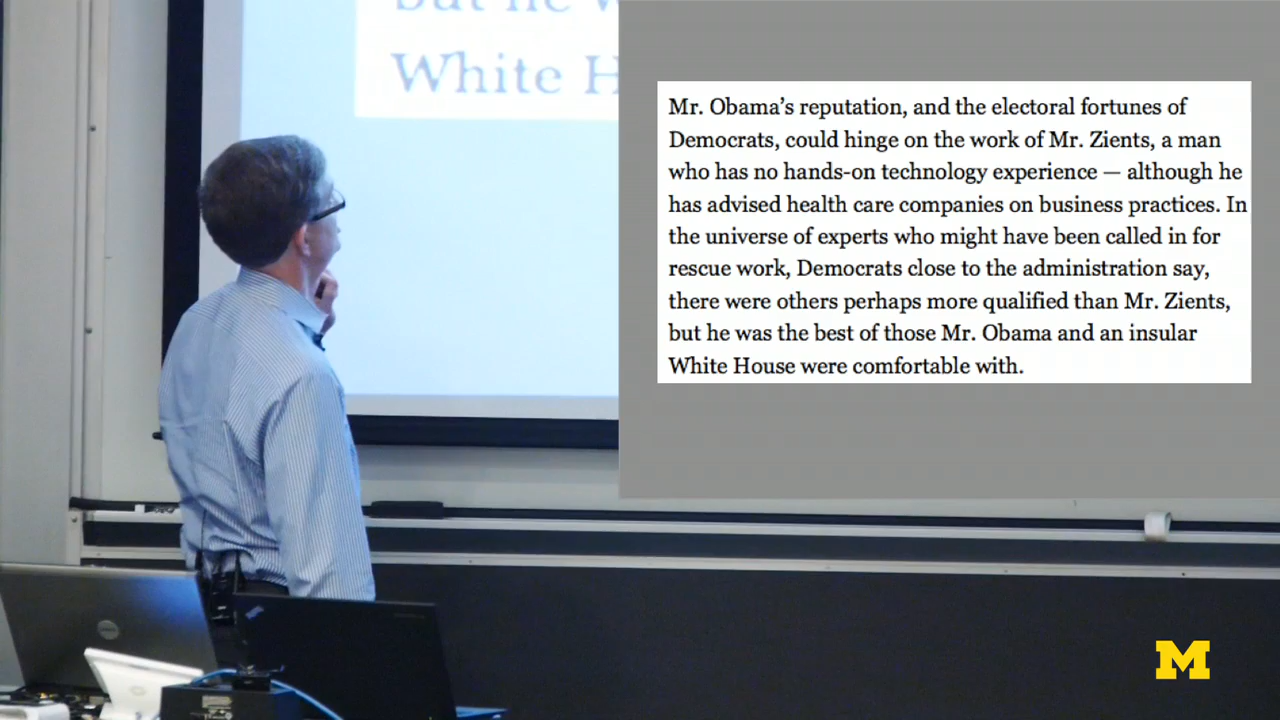 but he w
White H
Mr. Obama’s reputation, and the electoral fortunes of
Democrats, could hinge on the work of Mr. Zients, a man
who has no hands-on technology experience — although he
has advised health care companies on business practices. In
the universe of experts who might have been called in for
rescue work, Democrats close to the administration say,
there were others perhaps more qualified than Mr. Zients,
but he was the best of those Mr. Obama and an insular
White House were comfortable with.
M